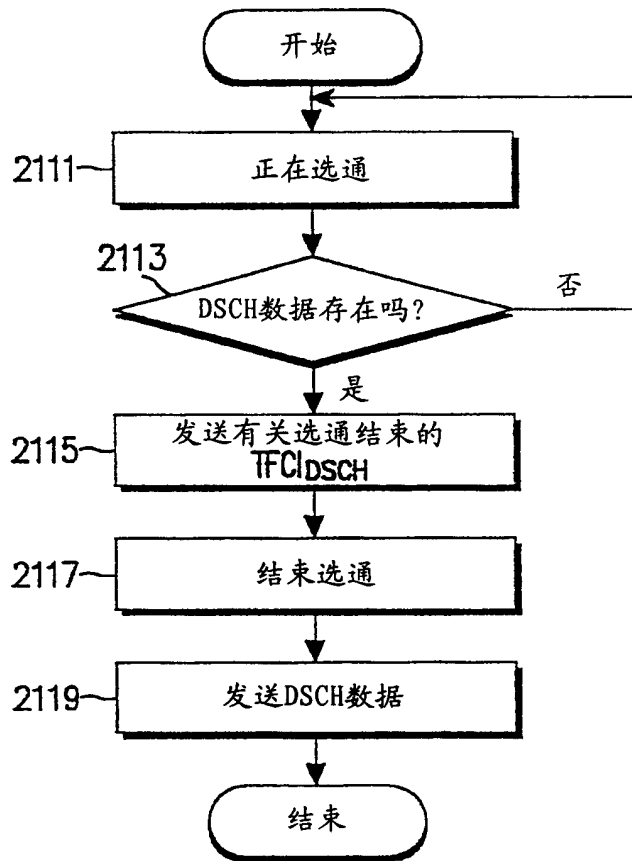 开始
2111
正在选通
2113
DSCH数据存在吗?
否
是
2115
发送有关选通结束的
TFCIDSCH
2117
结束选通
2119
发送DSCH数据
结束